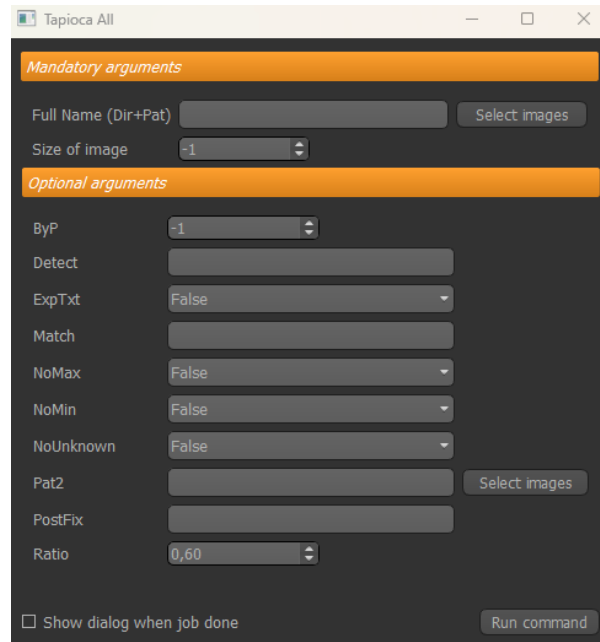 Tapioca All
Mandatory arguments
Full Name (Dir+Pat) Select images
Size of image -1
Optional arguments
ByP -1
Detect
ExpTxt False
Match
NoMax False
NoMin False
NoUnknown False
Pat2 Select images
PostFix
Ratio 0,60
Show dialog when job done Run command